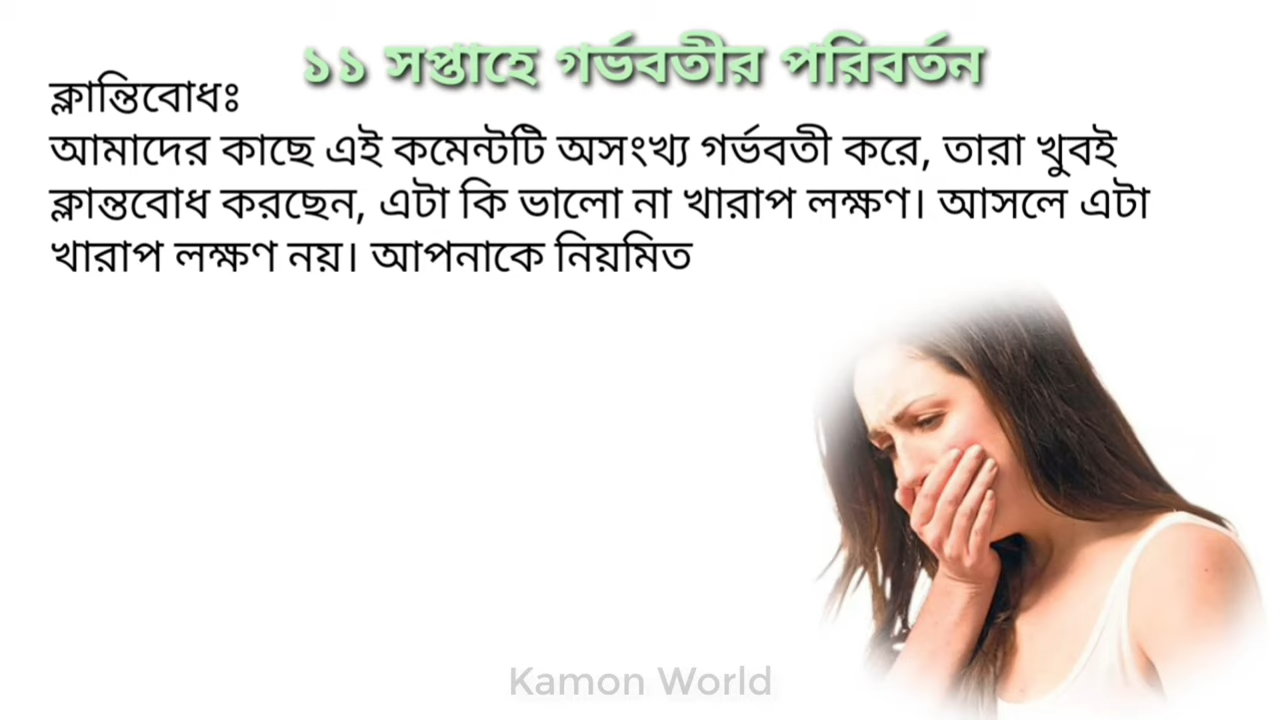 ১১ সপ্তাহে গর্ভবতীর পরিবর্তন
ক্লান্তিবোধঃ
আমাদের কাছে এই কমেন্টটি অসংখ্য গর্ভবতী করে, তারা খুবই
ক্লান্তবোধ করছেন, এটা কি ভালো না খারাপ লক্ষণ। আসলে এটা
খারাপ লক্ষণ নয়। আপনাকে নিয়মিত
Kamon World